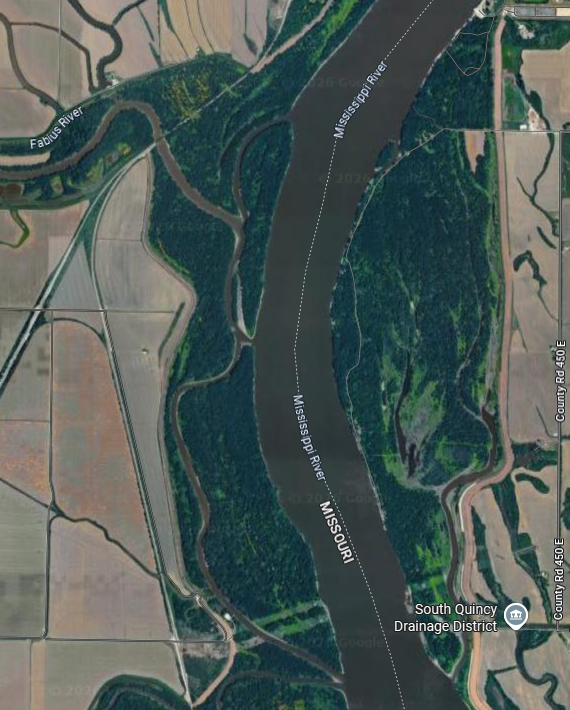 Mississippi River
Fabius River
County Rd 450 E
Mississippi River
MISSOURI
County Rd 450 E
South Quincy
Drainage District